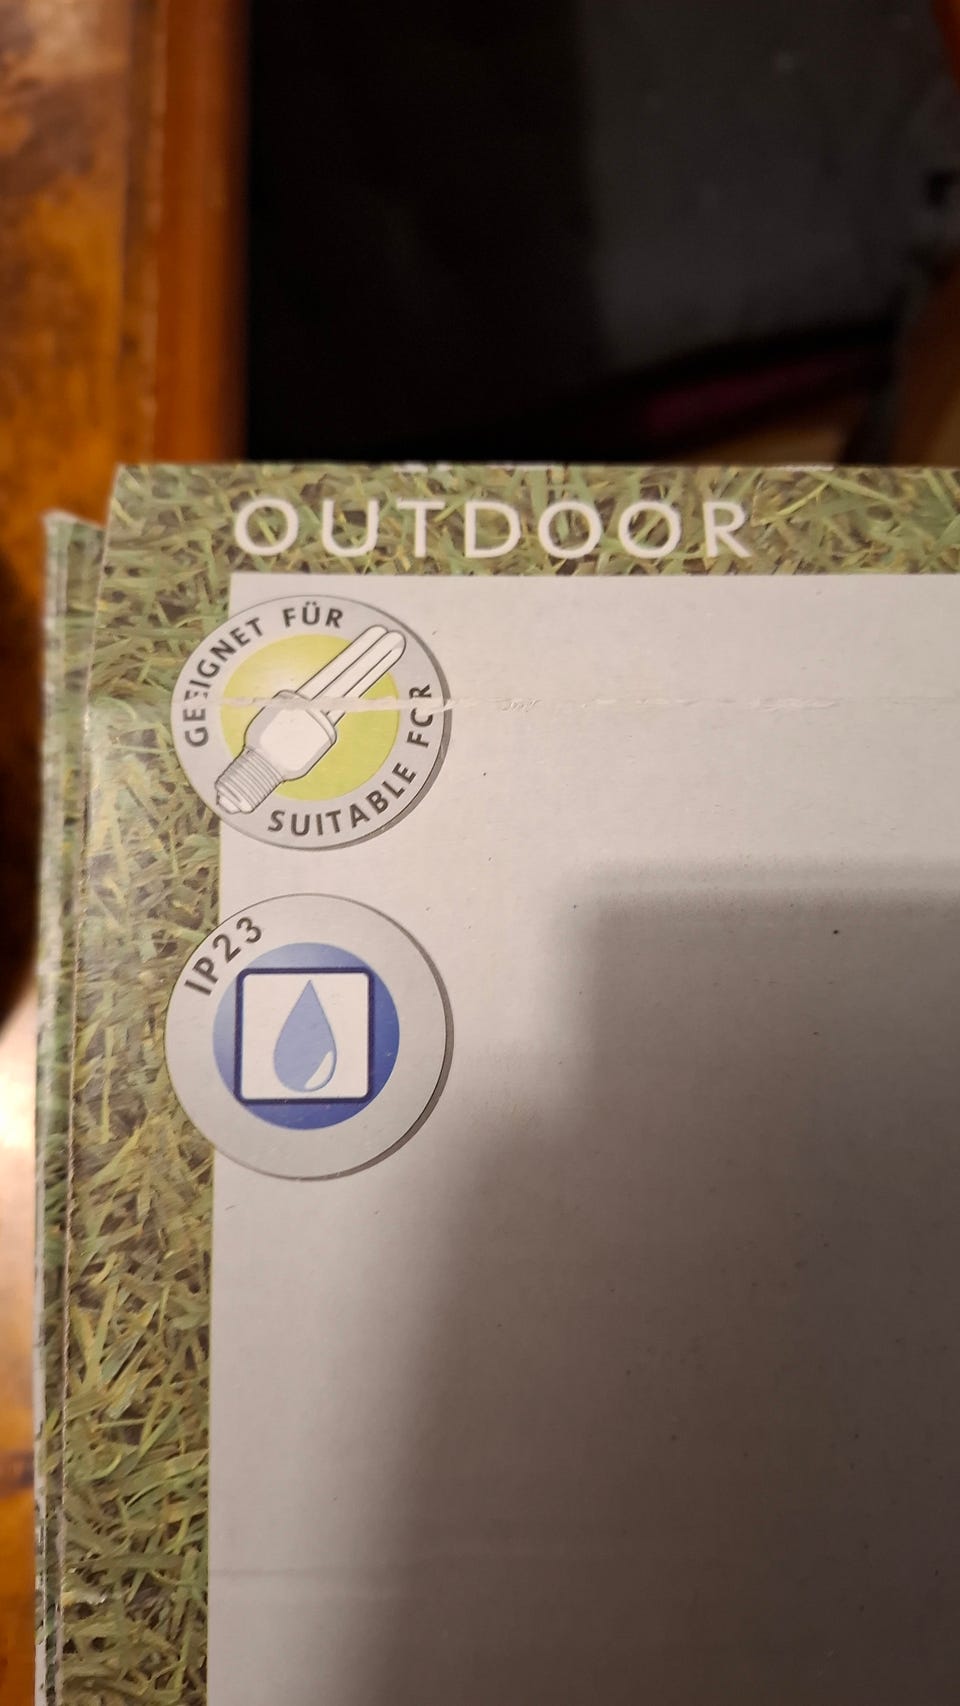 OUTDOOR
GEEIGNET FÜR
SUITABLE FOR
IP23